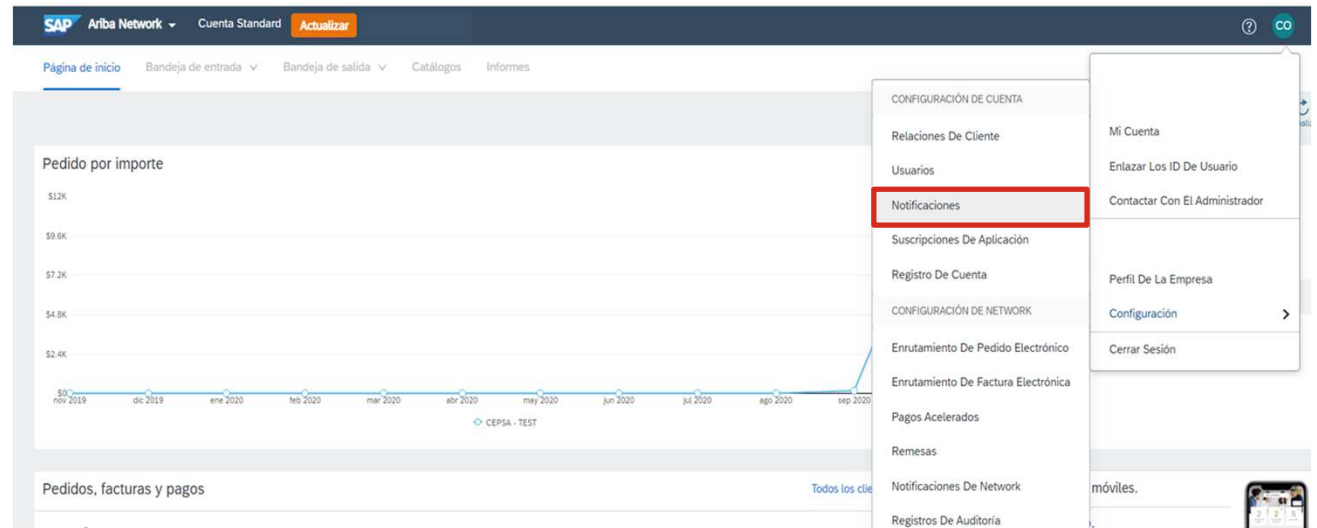 SAP Ariba Network Cuenta Standard Actualizar CO
Página de inicio Bandeja de entrada Bandeja de salida Catálogos Informes
CONFIGURACIÓN DE CUENTA
Relaciones De Cliente
Usuarios
Notificaciones
Suscripciones De Aplicación
Registro De Cuenta
CONFIGURACIÓN DE NETWORK
Enrutamiento De Pedido Electrónico
Enrutamiento De Factura Electrónica
Pagos Acelerados
Remesas
Notificaciones De Network
Registros De Auditoría
Mi Cuenta
Enlazar Los ID De Usuario
Contactar Con El Administrador
Perfil De La Empresa
Configuración
Cerrar Sesión
Pedido por importe
$12K
$9.6K
$7.2K
$4.8K
$2.4K
$0
nov 2019 dic 2019 ene 2020 feb 2020 mar 2020 abr 2020 may 2020 jun 2020 jul 2020 ago 2020 sep 2020
CEPSA - TEST
Pedidos, facturas y pagos
Todos los clie
móviles.